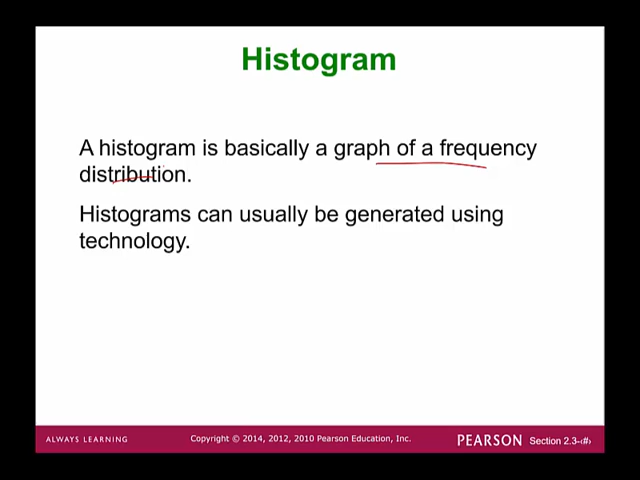 Histogram
A histogram is basically a graph of a frequency
distribution.
Histograms can usually be generated using
technology.
ALWAYS LEARNING Copyright © 2014, 2012, 2010 Pearson Education, Inc. PEARSON Section 2.3-‹#›